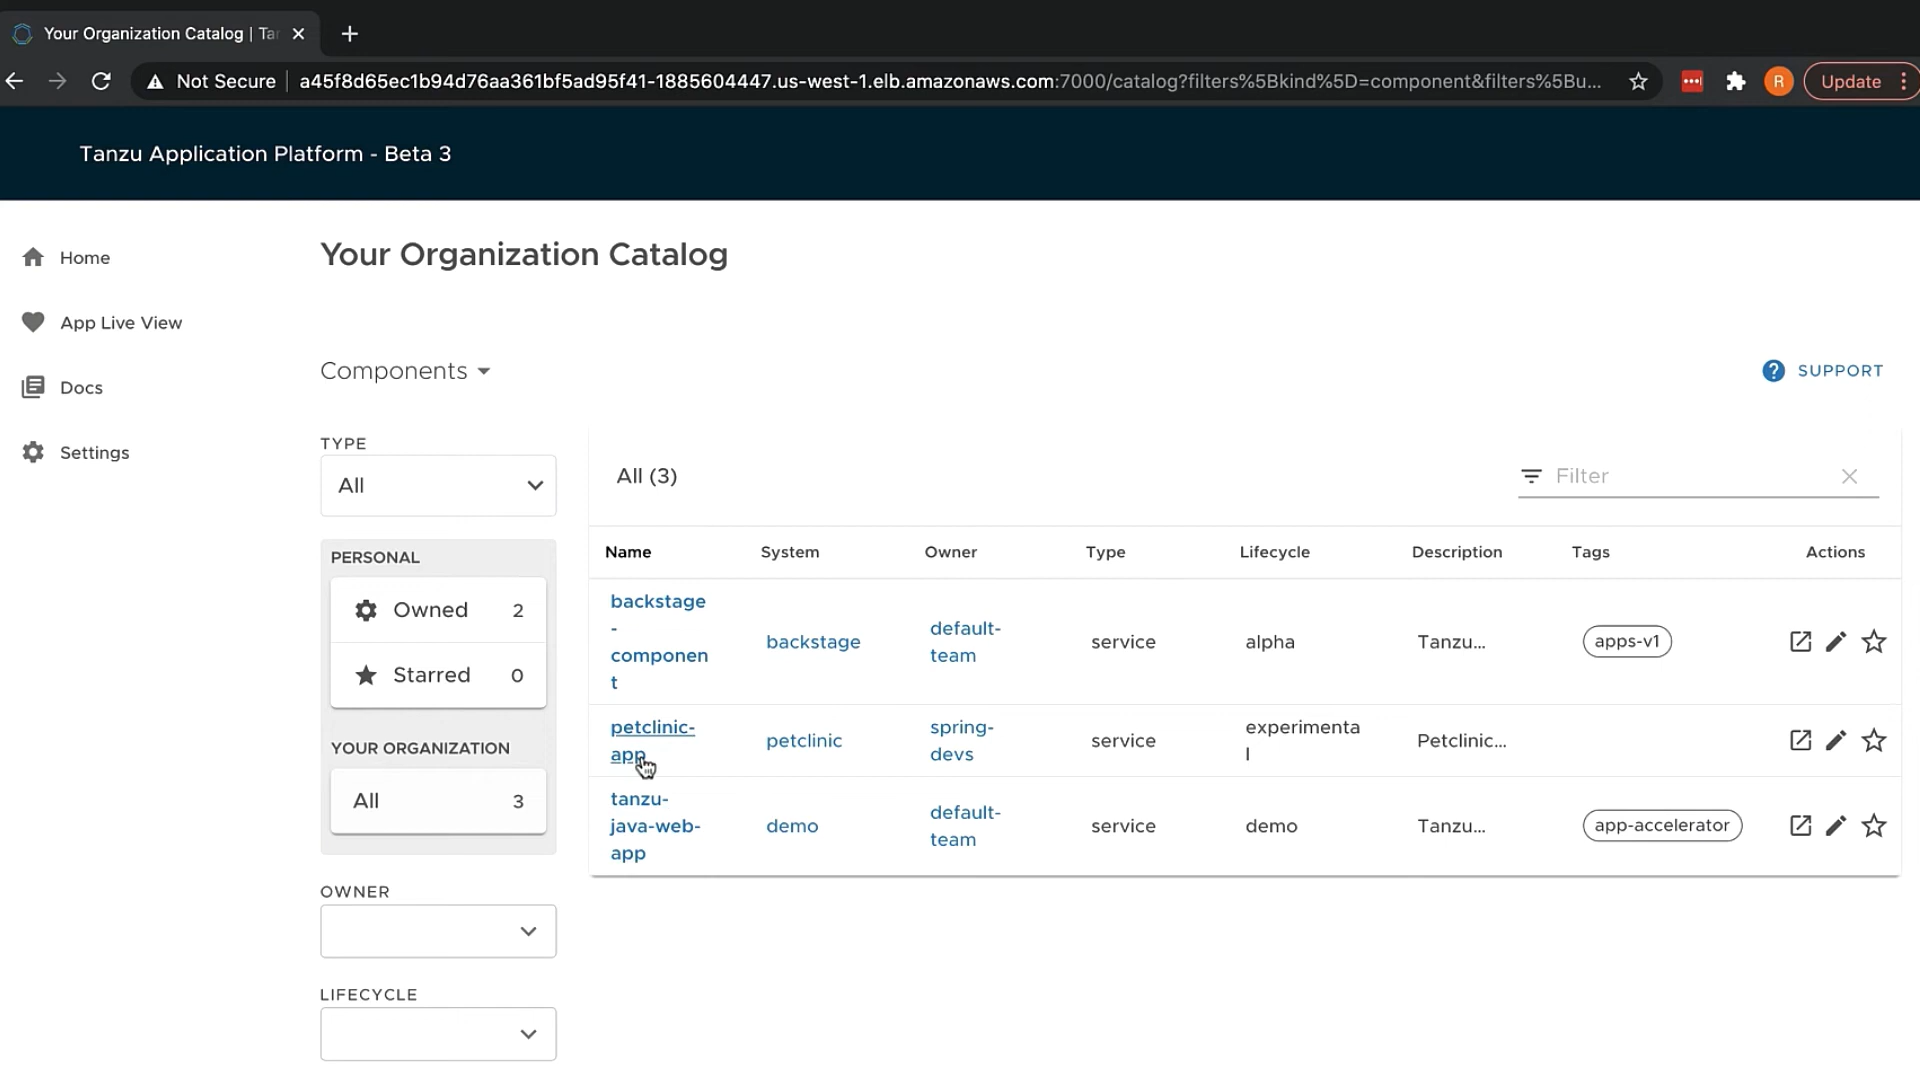 Your Organization Catalog | Ta
Not Secure
a45f8d65ec1b94d76aa361bf5ad95f41-1885604447.us-west-1.elb.amazonaws.com:7000/catalog?filters%5Bkind%5D=component&filters%5Bu...
R
Update
Tanzu Application Platform - Beta 3
Home
App Live View
Docs
Settings
Your Organization Catalog
Components
SUPPORT
TYPE
All
PERSONAL
Owned 2
Starred 0
YOUR ORGANIZATION
All 3
OWNER
LIFECYCLE
All (3)
Filter
Name System Owner Type Lifecycle Description Tags Actions
backstage
-
componen
t
backstage
default-
team
service
alpha
Tanzu...
apps-v1
petclinic-
app
petclinic
spring-
devs
service
experimenta
l
Petclinic...
tanzu-
java-web-
app
demo
default-
team
service
demo
Tanzu...
app-accelerator